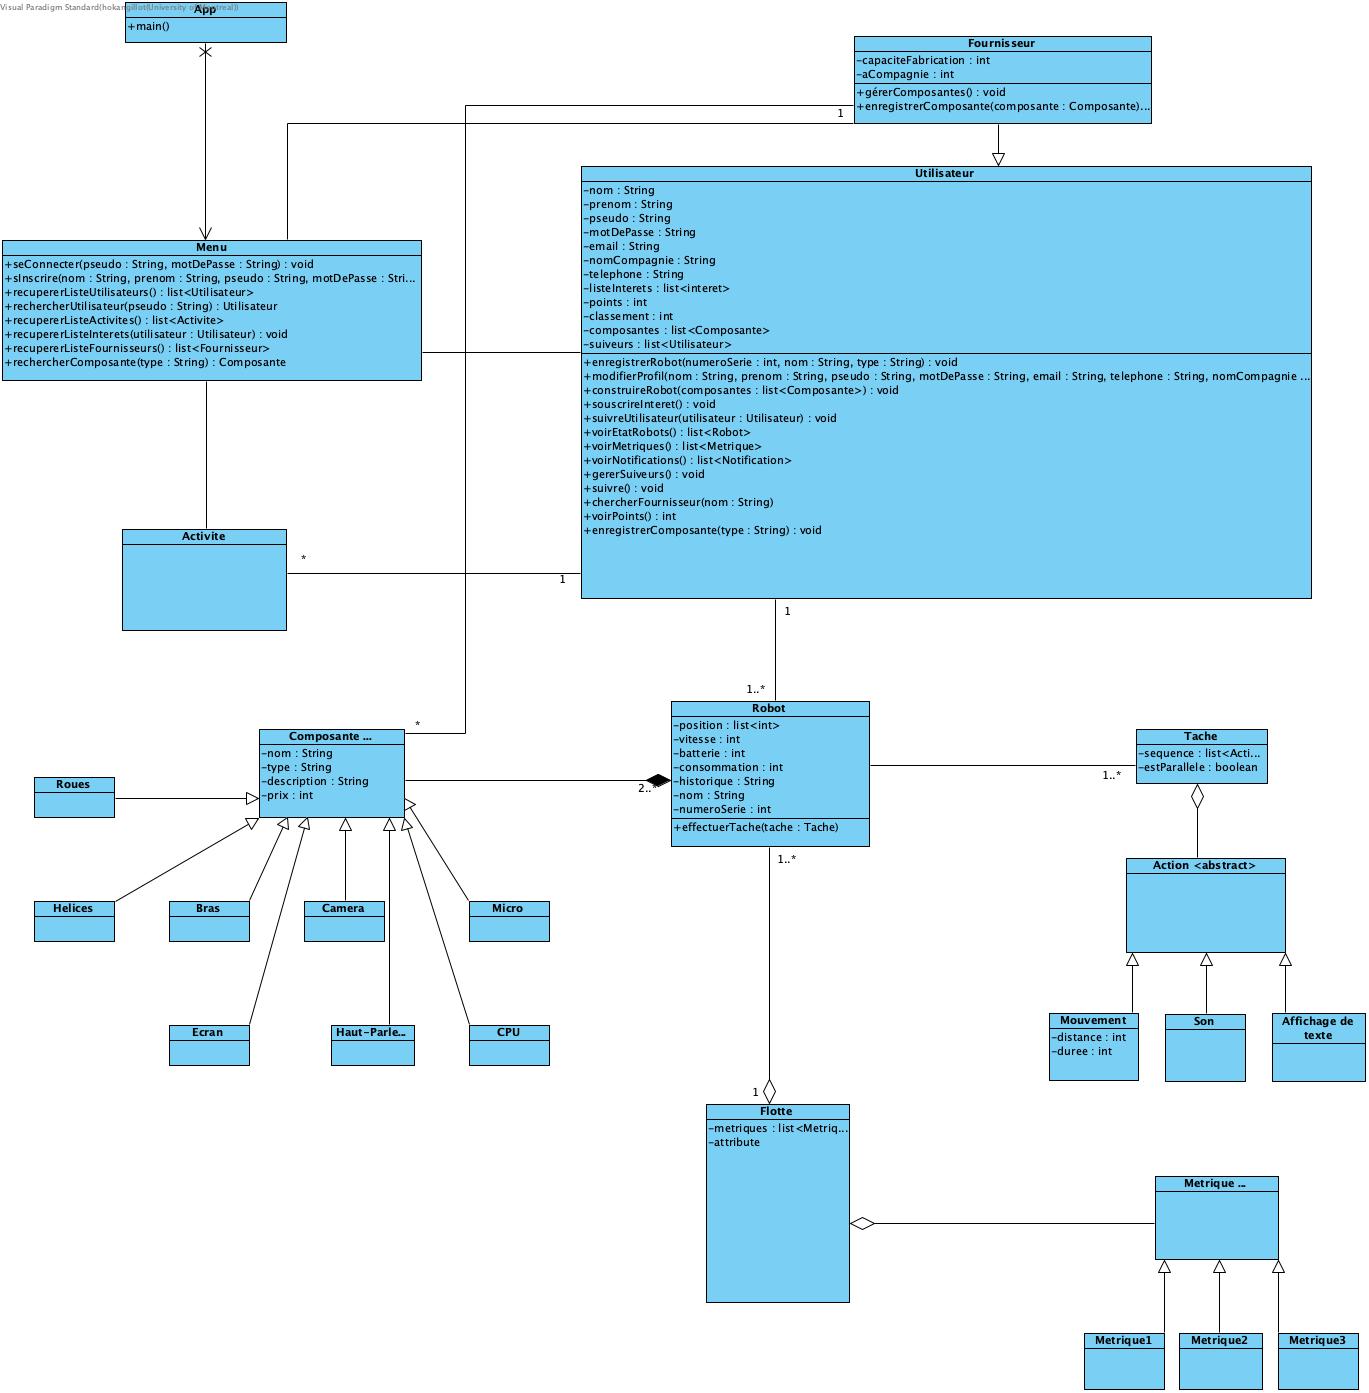 Visual Paradigm Standard(hokangillot(University of Montreal))
App
+main()
Fournisseur
-capaciteFabrication : int
-aCompagnie : int
+gérerComposantes() : void
+enregistrerComposante(composante : Composante)...
1
Utilisateur
-nom : String
-prenom : String
-pseudo : String
-motDePasse : String
-email : String
-nomCompagnie : String
-telephone : String
-listeInterets : list<interet>
-points : int
-classement : int
-composantes : list<Composante>
-suiveurs : list<Utilisateur>
+enregistrerRobot(numeroSerie : int, nom : String, type : String) : void
+modifierProfil(nom : String, prenom : String, pseudo : String, motDePasse : String, email : String, telephone : String, nomCompagnie ...
+construireRobot(composantes : list<Composante>) : void
+souscrireInteret() : void
+suivreUtilisateur(utilisateur : Utilisateur) : void
+voirEtatRobots() : list<Robot>
+voirMetriques() : list<Metrique>
+voirNotifications() : list<Notification>
+gererSuiveurs() : void
+suivre() : void
+chercherFournisseur(nom : String)
+voirPoints() : int
+enregistrerComposante(type : String) : void
Menu
+seConnecter(pseudo : String, motDePasse : String) : void
+sInscrire(nom : String, prenom : String, pseudo : String, motDePasse : Stri...
+recupererListeUtilisateurs() : list<Utilisateur>
+rechercherUtilisateur(pseudo : String) : Utilisateur
+recupererListeActivites() : list<Activite>
+recupererListeInterets(utilisateur : Utilisateur) : void
+recupererListeFournisseurs() : list<Fournisseur>
+rechercherComposante(type : String) : Composante
Activite
*
1
1
1..*
Robot
-position : list<int>
-vitesse : int
-batterie : int
-consommation : int
-historique : String
-nom : String
-numeroSerie : int
+effectuerTache(tache : Tache)
*
Composante ...
-nom : String
-type : String
-description : String
-prix : int
2..*
Tache
-sequence : list<Acti...
-estParallele : boolean
1..*
Roues
Helices
Bras
Camera
Micro
Ecran
Haut-Parle...
CPU
Action <abstract>
Mouvement
-distance : int
-duree : int
Son
Affichage de
texte
1..*
1
Flotte
-metriques : list<Metriq...
-attribute
Metrique ...
Metrique1
Metrique2
Metrique3